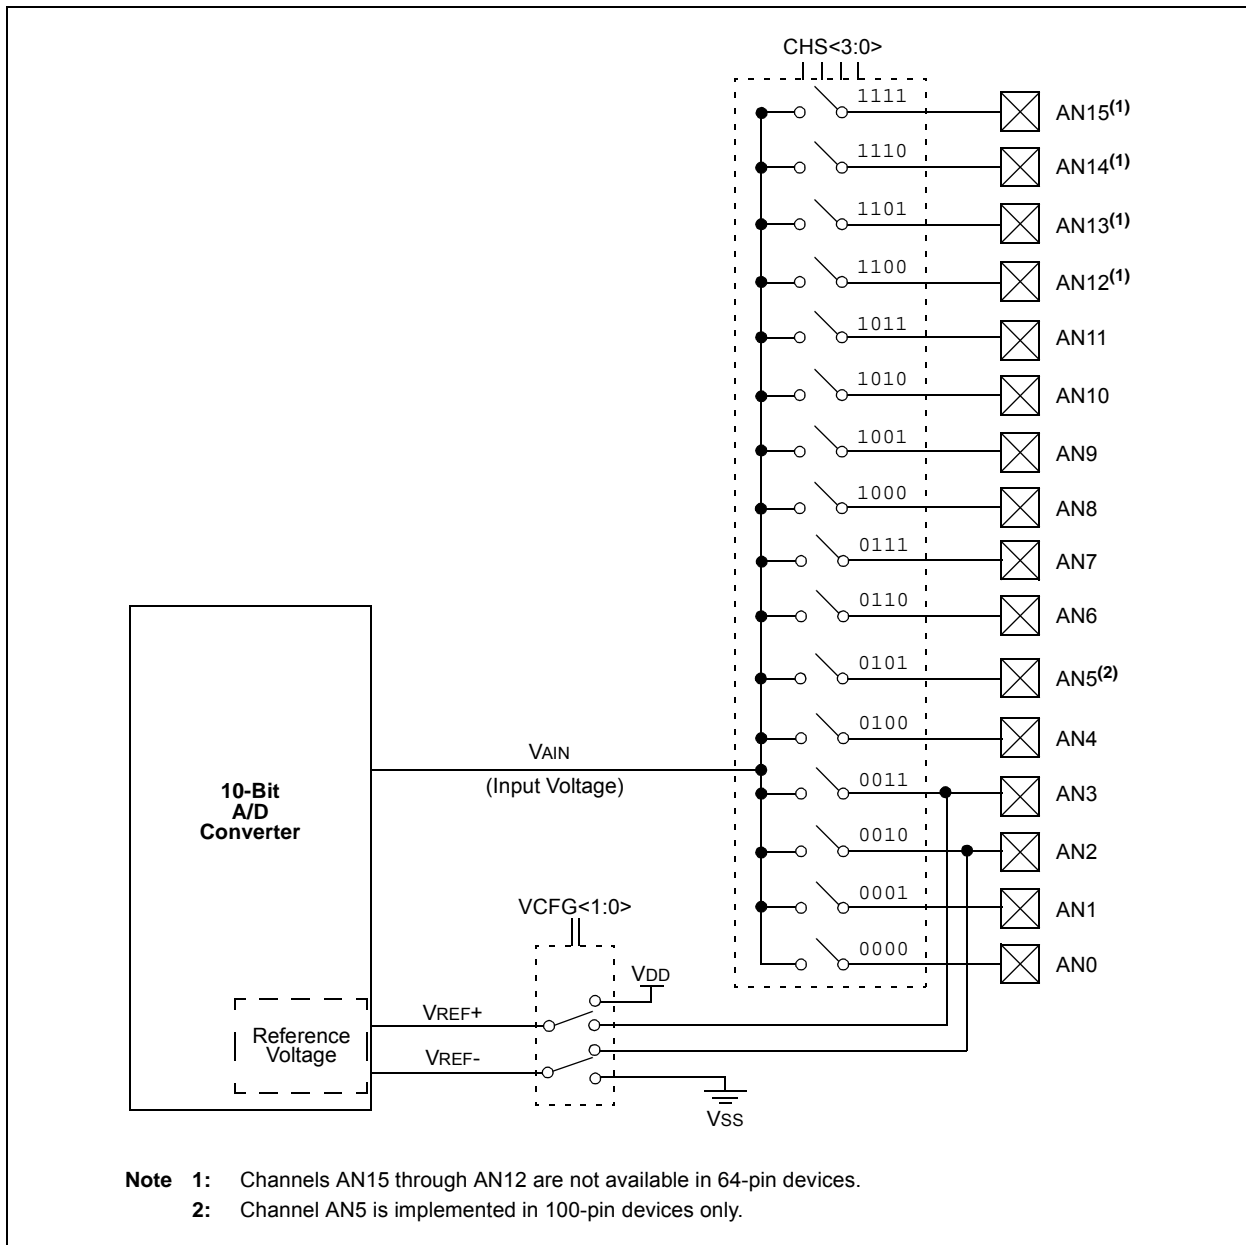 CHS<3:0>
1111 AN15(1)
1110 AN14(1)
1101 AN13(1)
1100 AN12(1)
1011 AN11
1010 AN10
1001 AN9
1000 AN8
0111 AN7
0110 AN6
0101 AN5(2)
0100 AN4
VAIN
(Input Voltage)
10-Bit
A/D
Converter
0011 AN3
0010 AN2
0001 AN1
0000 AN0
VCFG<1:0>
VDD
VREF+
Reference
Voltage
VREF-
VSS
Note 1: Channels AN15 through AN12 are not available in 64-pin devices.
2: Channel AN5 is implemented in 100-pin devices only.